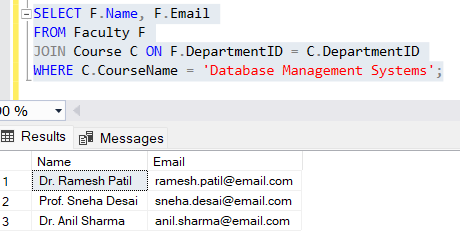 SELECT F.Name, F.Email
FROM Faculty F
JOIN Course C ON F.DepartmentID = C.DepartmentID
WHERE C.CourseName = 'Database Management Systems';
00 %
Results Messages
Name Email
1 Dr. Ramesh Patil ramesh.patil@email.com
2 Prof. Sneha Desai sneha.desai@email.com
3 Dr. Anil Sharma anil.sharma@email.com